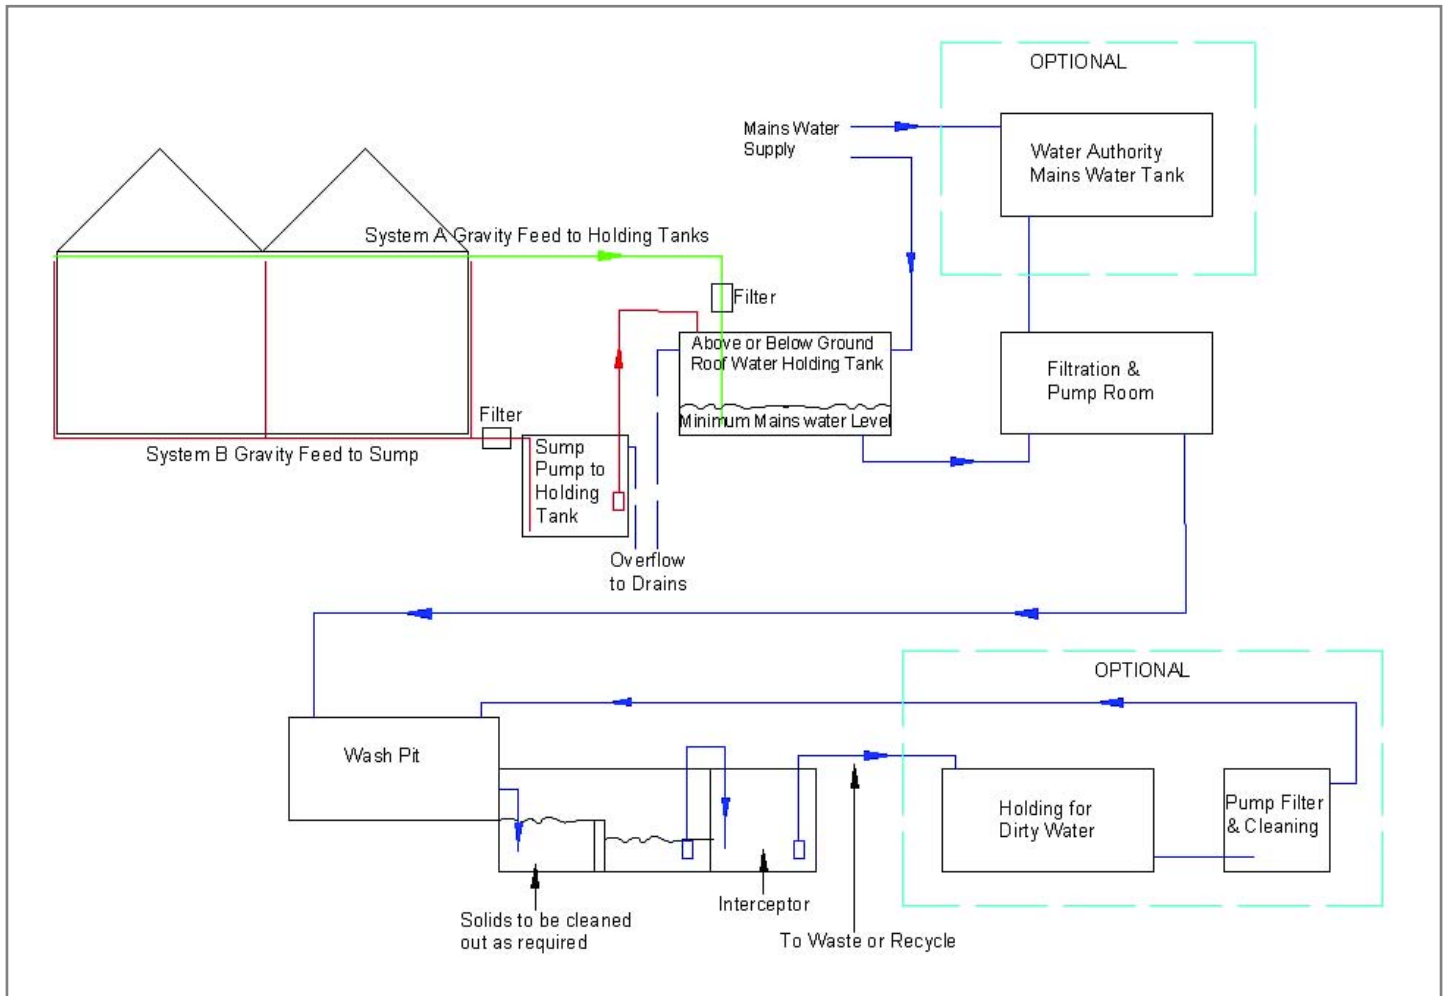 OPTIONAL
Mains Water
Supply
Water Authority
Mains Water Tank
System A Gravity Feed to Holding Tanks
Filter
Above or Below Ground
Roof Water Holding Tank
Minimum Mains water Level
Filtration &
Pump Room
Filter
System B Gravity Feed to Sump
Sump
Pump to
Holding
Tank
Overflow
to Drains
OPTIONAL
Wash Pit
Holding for
Dirty Water
Pump Filter
& Cleaning
Interceptor
Solids to be cleaned
out as required
To Waste or Recycle